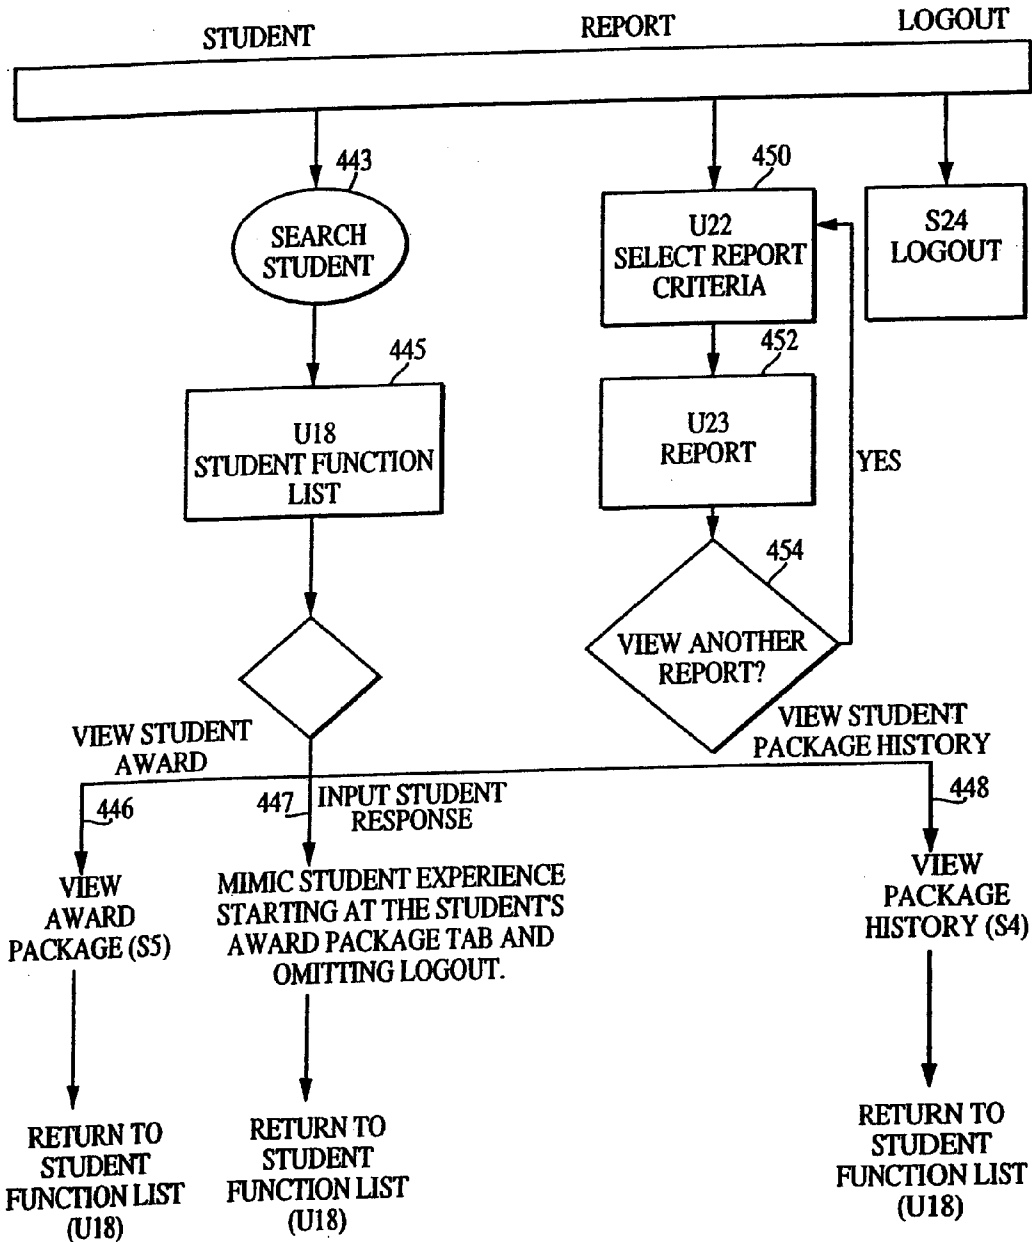 STUDENT
REPORT
LOGOUT
443
SEARCH
STUDENT
445
U18
STUDENT FUNCTION
LIST
450
U22
SELECT REPORT
CRITERIA
452
U23
REPORT
454
VIEW ANOTHER
REPORT?
YES
S24
LOGOUT
VIEW STUDENT
AWARD
446
VIEW
AWARD
PACKAGE (S5)
RETURN TO
STUDENT
FUNCTION LIST
(U18)
447
INPUT STUDENT
RESPONSE
MIMIC STUDENT EXPERIENCE
STARTING AT THE STUDENT'S
AWARD PACKAGE TAB AND
OMITTING LOGOUT.
RETURN TO
STUDENT
FUNCTION LIST
(U18)
VIEW STUDENT
PACKAGE HISTORY
448
VIEW
PACKAGE
HISTORY (S4)
RETURN TO
STUDENT
FUNCTION LIST
(U18)